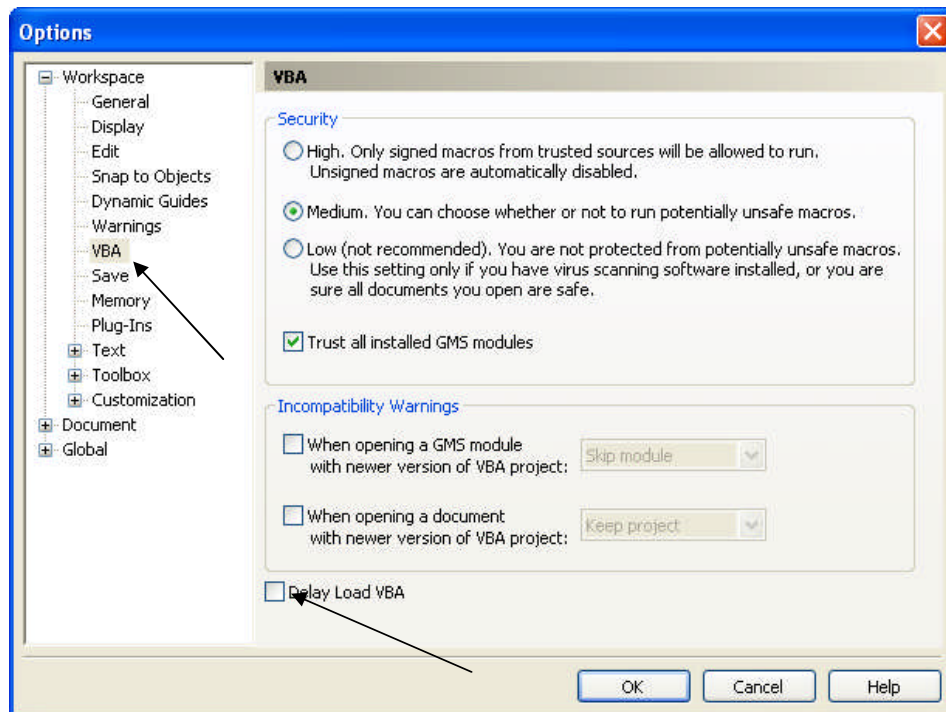 Options
Workspace
General
Display
Edit
Snap to Objects
Dynamic Guides
Warnings
VBA
Save
Memory
Plug-Ins
Text
Toolbox
Customization
Document
Global
VBA
Security
High. Only signed macros from trusted sources will be allowed to run.
Unsigned macros are automatically disabled.
Medium. You can choose whether or not to run potentially unsafe macros.
Low (not recommended). You are not protected from potentially unsafe macros.
Use this setting only if you have virus scanning software installed, or you are
sure all documents you open are safe.
Trust all installed GMS modules
Incompatibility Warnings
When opening a GMS module
with newer version of VBA project:
Skip module
When opening a document
with newer version of VBA project:
Keep project
Delay Load VBA
OK
Cancel
Help